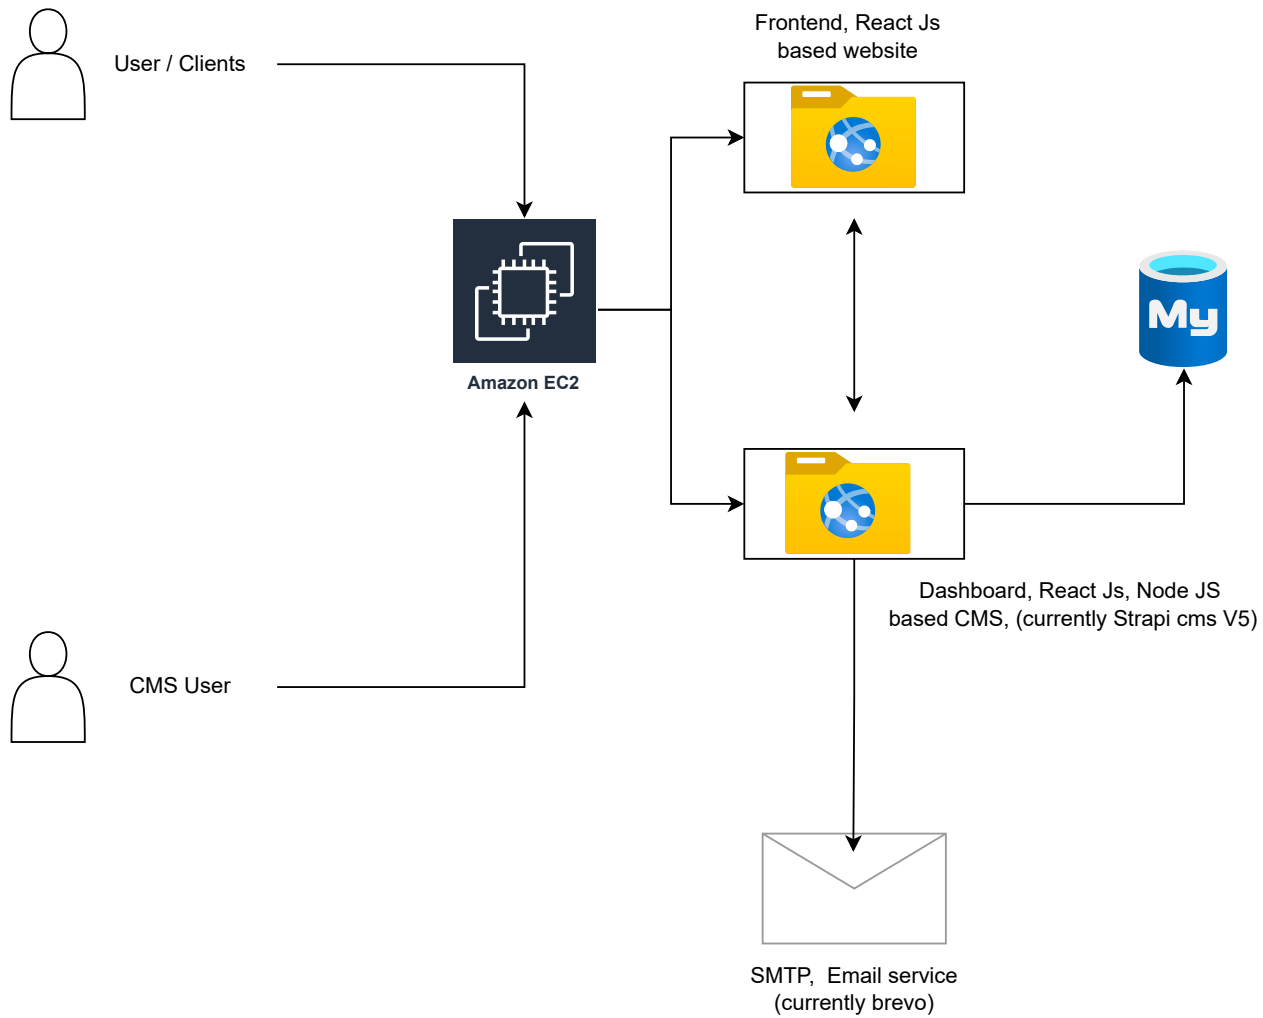 User / Clients
Frontend, React Js
based website
Amazon EC2
My
Dashboard, React Js, Node JS
based CMS, (currently Strapi cms V5)
CMS User
SMTP,  Email service
(currently brevo)